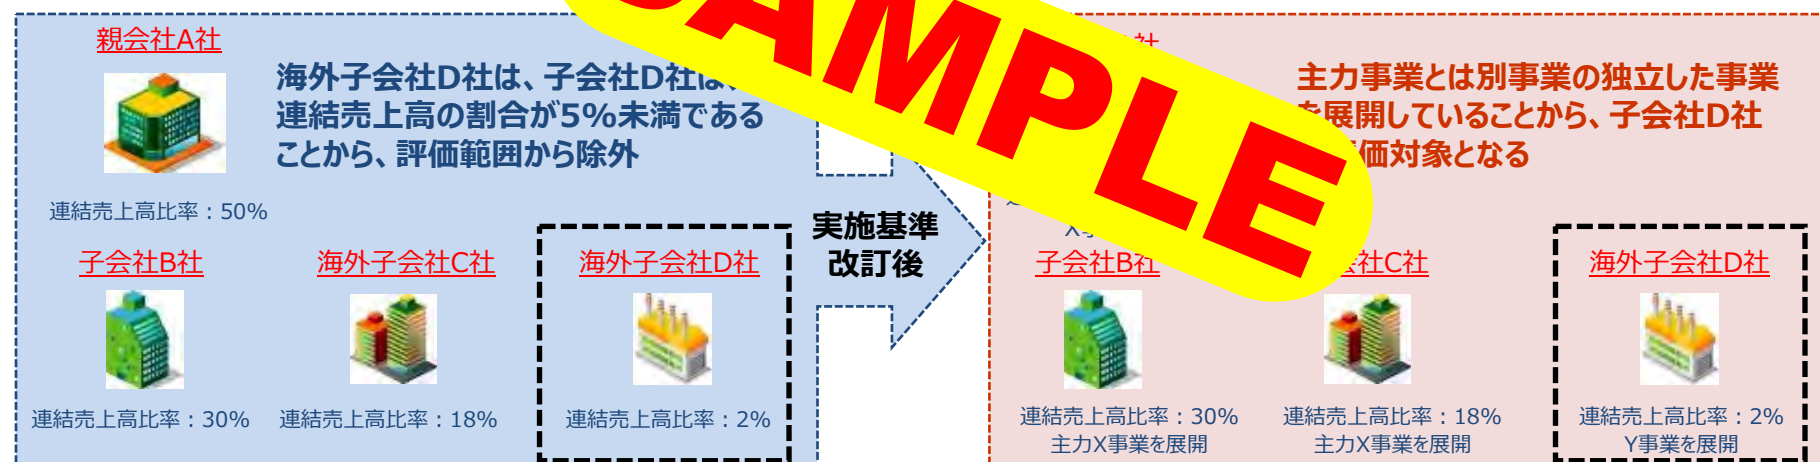 親会社A社
海外子会社D社は、子会社D社は、
連結売上高の割合が5%未満である
ことから、評価範囲から除外
連結売上高比率：50%
子会社B社
海外子会社C社
海外子会社D社
連結売上高比率：30%
連結売上高比率：18%
連結売上高比率：2%
実施基準
改訂後
SAMPLE
主力事業とは別事業の独立した事業
を展開していることから、子会社D社
価対象となる
子会社B社
社C社
海外子会社D社
連結売上高比率：30%
主力X事業を展開
連結売上高比率：18%
主力X事業を展開
連結売上高比率：2%
Y事業を展開